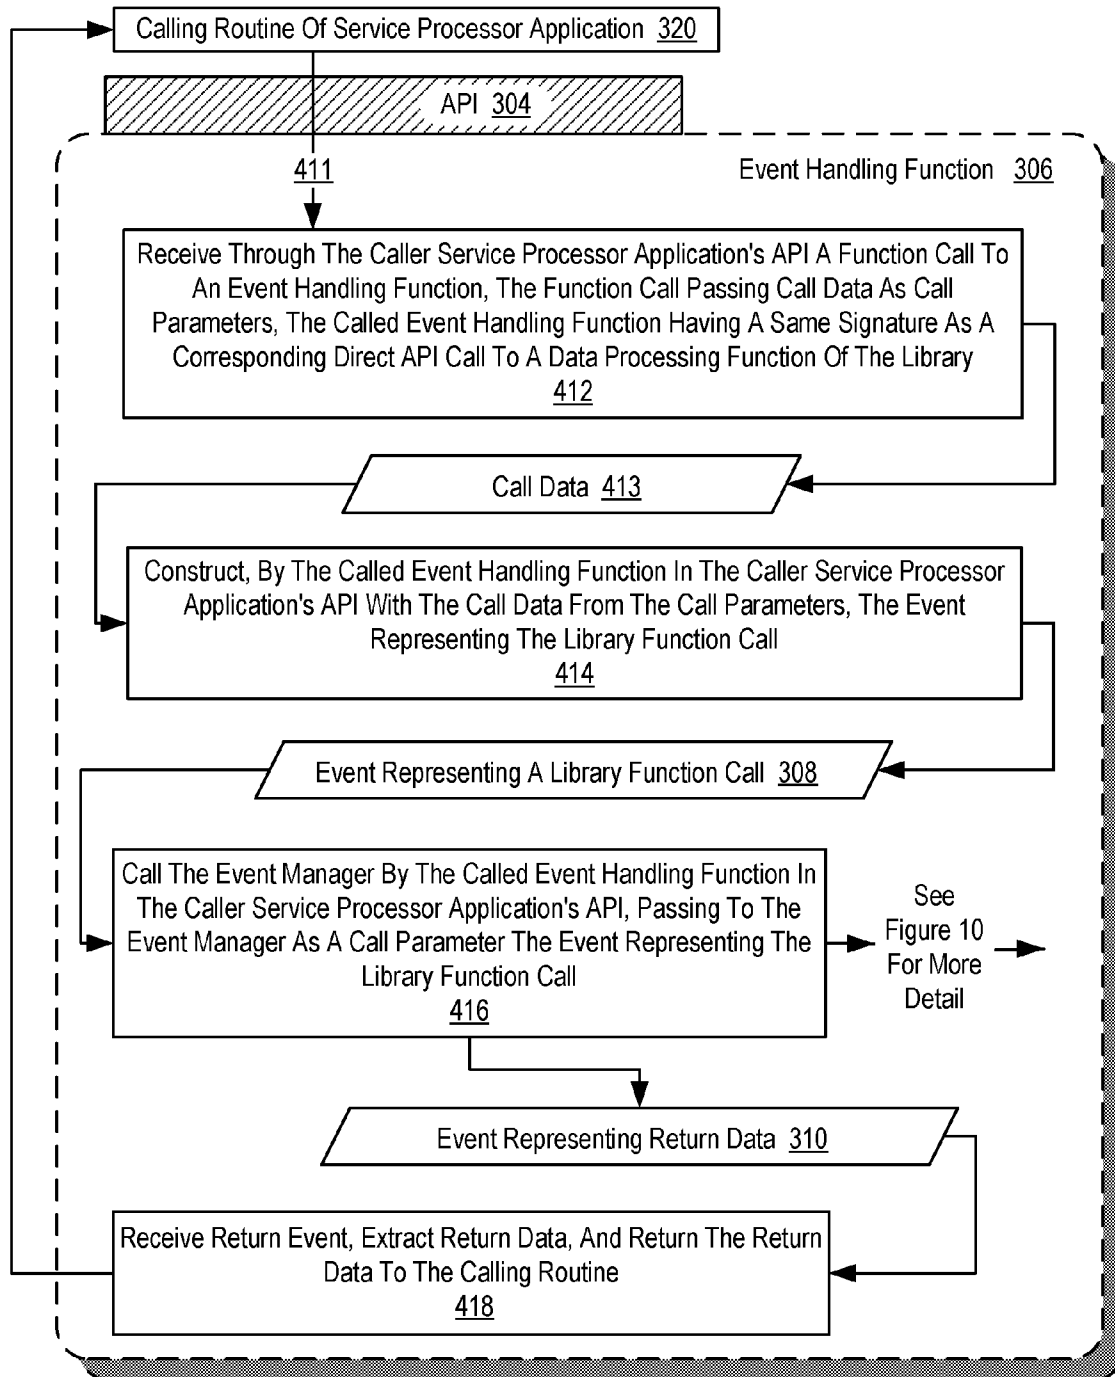 Calling Routine Of Service Processor Application 320
API 304
411
Event Handling Function 306
Receive Through The Caller Service Processor Application's API A Function Call To
An Event Handling Function, The Function Call Passing Call Data As Call
Parameters, The Called Event Handling Function Having A Same Signature As A
Corresponding Direct API Call To A Data Processing Function Of The Library
412
Call Data 413
Construct, By The Called Event Handling Function In The Caller Service Processor
Application's API With The Call Data From The Call Parameters, The Event
Representing The Library Function Call
414
Event Representing A Library Function Call 308
Call The Event Manager By The Called Event Handling Function In
The Caller Service Processor Application's API, Passing To The
Event Manager As A Call Parameter The Event Representing The
Library Function Call
416
See
Figure 10
For More
Detail
Event Representing Return Data 310
Receive Return Event, Extract Return Data, And Return The Return
Data To The Calling Routine
418